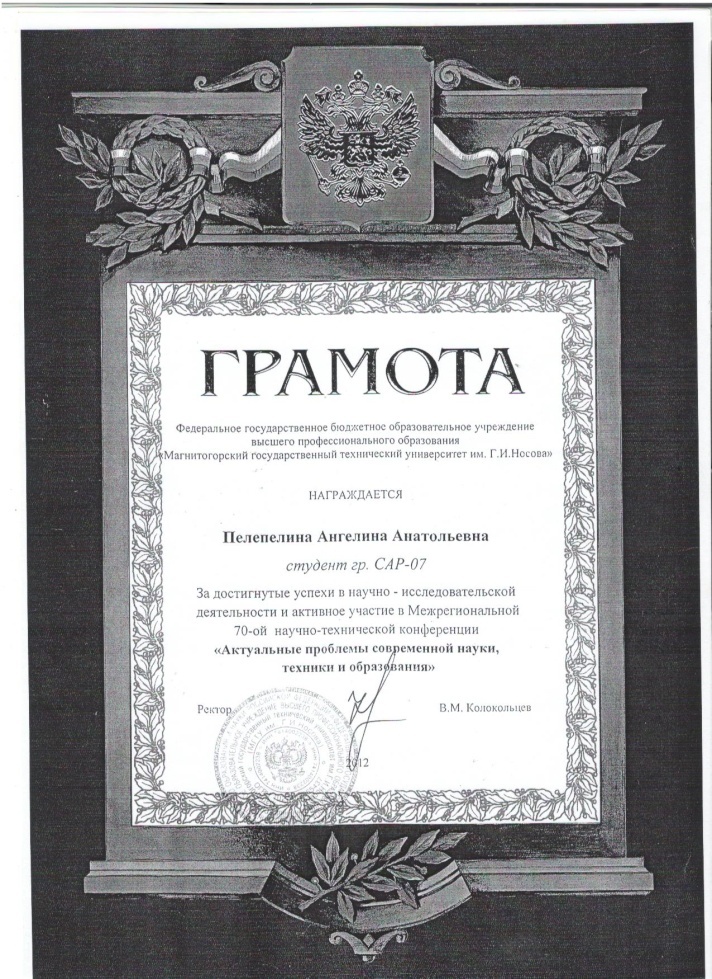 ГРАМОТА
Федеральное государственное бюджетное образовательное учреждение
высшего профессионального образования
«Магнитогорский государственный технический университет им. Г.И.Носова»
НАГРАЖДАЕТСЯ
Пелепелина Ангелина Анатольевна
студент гр. САР-07
За достигнутые успехи в научно - исследовательской
деятельности и активное участие в Межрегиональной
70-ой научно-технической конференции
«Актуальные проблемы современной науки,
техники и образования»
Ректор В.М. Колокольцев
2012